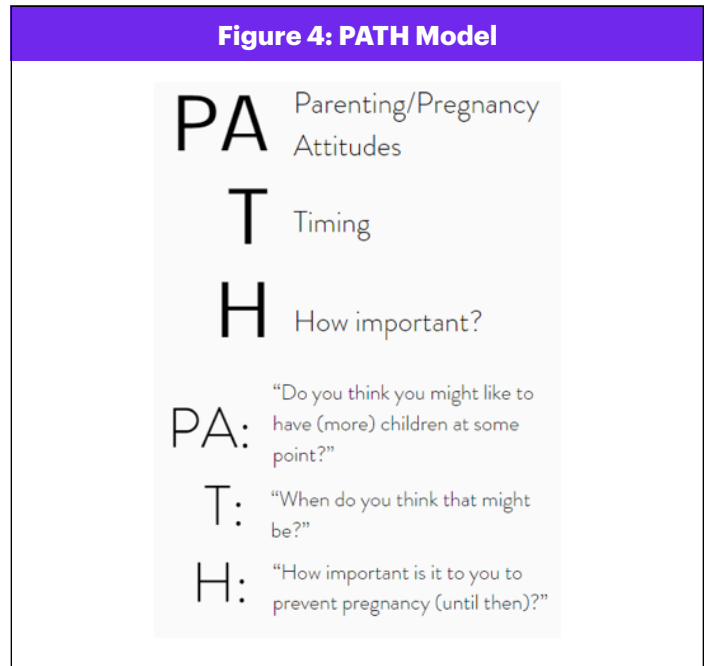 Figure 4: PATH Model
PA Parenting/Pregnancy
Attitudes
T Timing
H How important?
PA: “Do you think you might like to
have (more) children at some
point?”
T: “When do you think that might
be?”
H: “How important is it to you to
prevent pregnancy (until then)?”